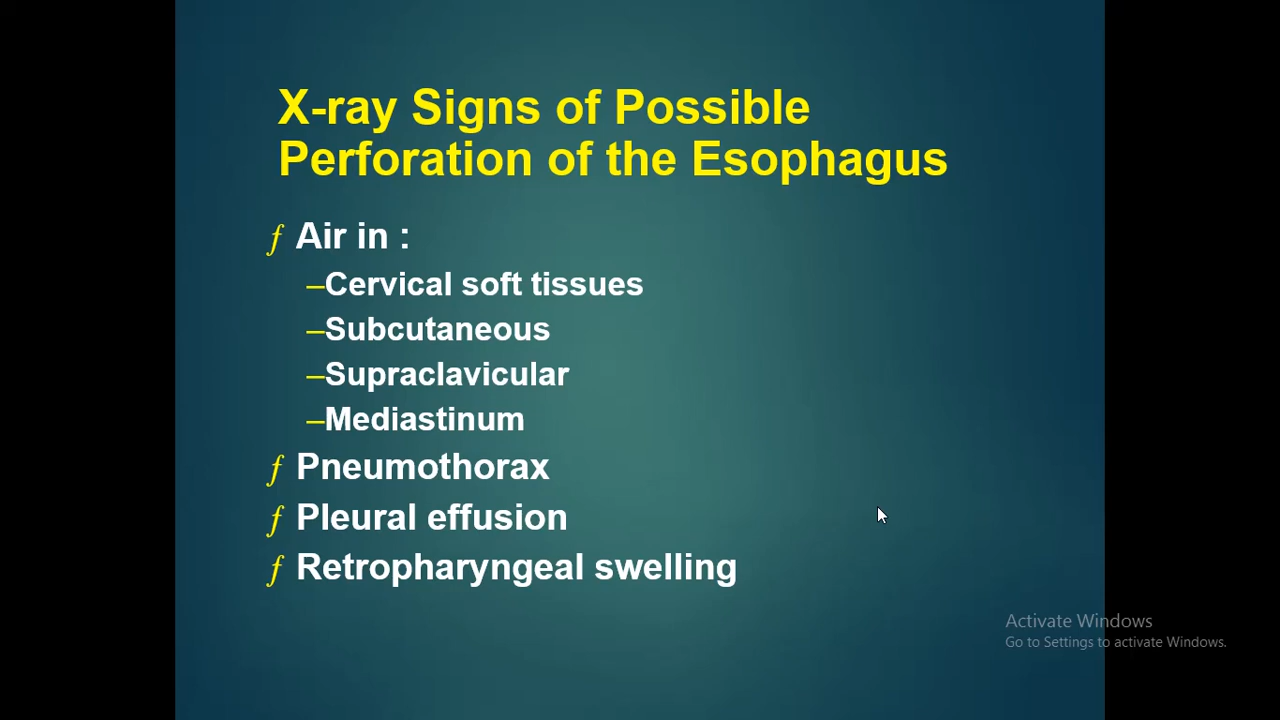 X-ray Signs of Possible
Perforation of the Esophagus
ƒ Air in :
–Cervical soft tissues
–Subcutaneous
–Supraclavicular
–Mediastinum
ƒ Pneumothorax
ƒ Pleural effusion
ƒ Retropharyngeal swelling
Activate Windows
Go to Settings to activate Windows.